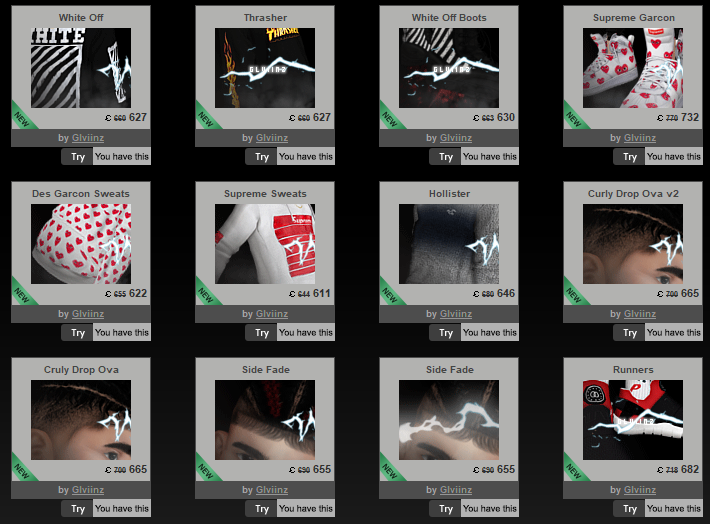 White Off
HITE
NEW
660 627
by Glviinz
Try You have this
Thrasher
THRASHER
GLVIINZ
NEW
660 627
by Glviinz
Try You have this
White Off Boots
GLVIINZ
NEW
663 630
by Glviinz
Try You have this
Supreme Garcon
NEW
770 732
by Glviinz
Try You have this
Des Garcon Sweats
NEW
655 622
by Glviinz
Try You have this
Supreme Sweats
Supreme
NEW
644 611
by Glviinz
Try You have this
Hollister
NEW
680 646
by Glviinz
Try You have this
Curly Drop Ova v2
NEW
700 665
by Glviinz
Try You have this
Cruly Drop Ova
NEW
700 665
by Glviinz
Try You have this
Side Fade
NEW
690 655
by Glviinz
Try You have this
Side Fade
NEW
690 655
by Glviinz
Try You have this
Runners
GLVIINZ
NEW
718 682
by Glviinz
Try You have this